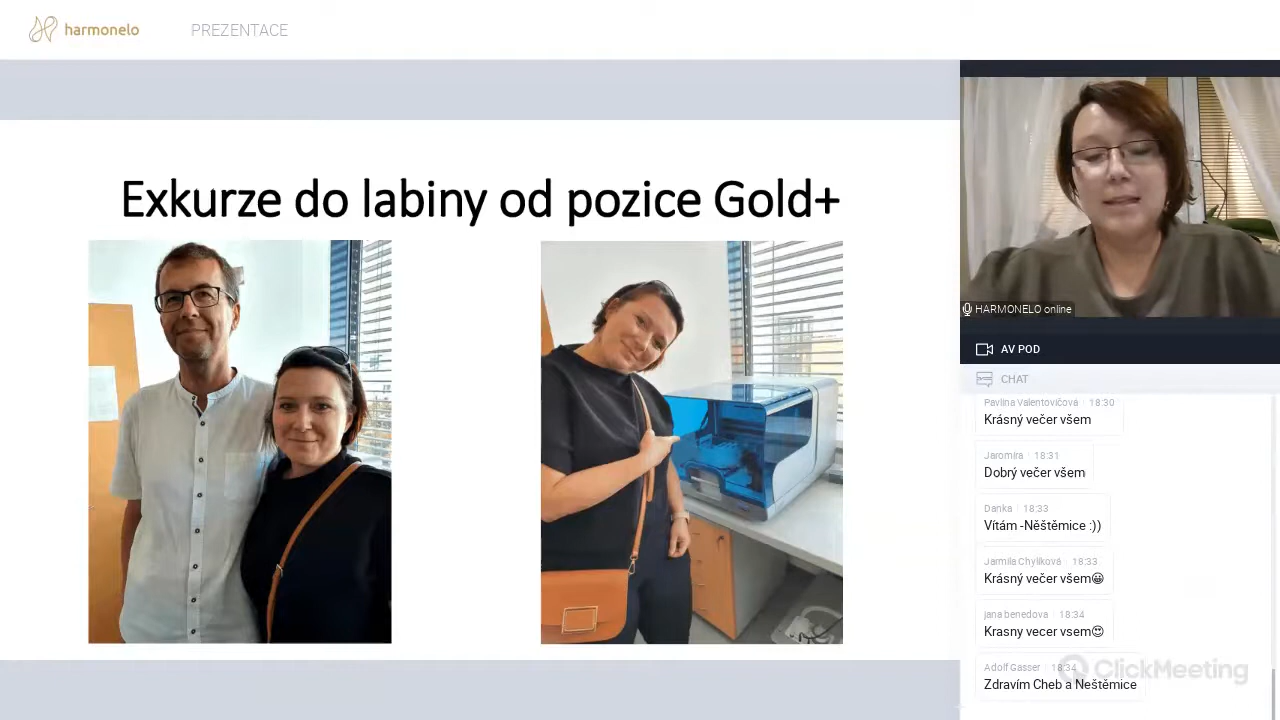 harmonelo
PREZENTACE
Exkurze do labiny od pozice Gold+
HARMONELO online
AV POD
CHAT
Pavlina Valentovičová 18:30
Krásný večer všem
Jaromíra 18:31
Dobrý večer všem
Danka 18:33
Vítám -Něštěmice :))
Jarmila Chylíková 18:33
Krásný večer všem😀
jana benedova 18:34
Krasny vecer vsem😍
Adolf Gasser 18:34
Zdravím Cheb a Neštěmice
ClickMeeting